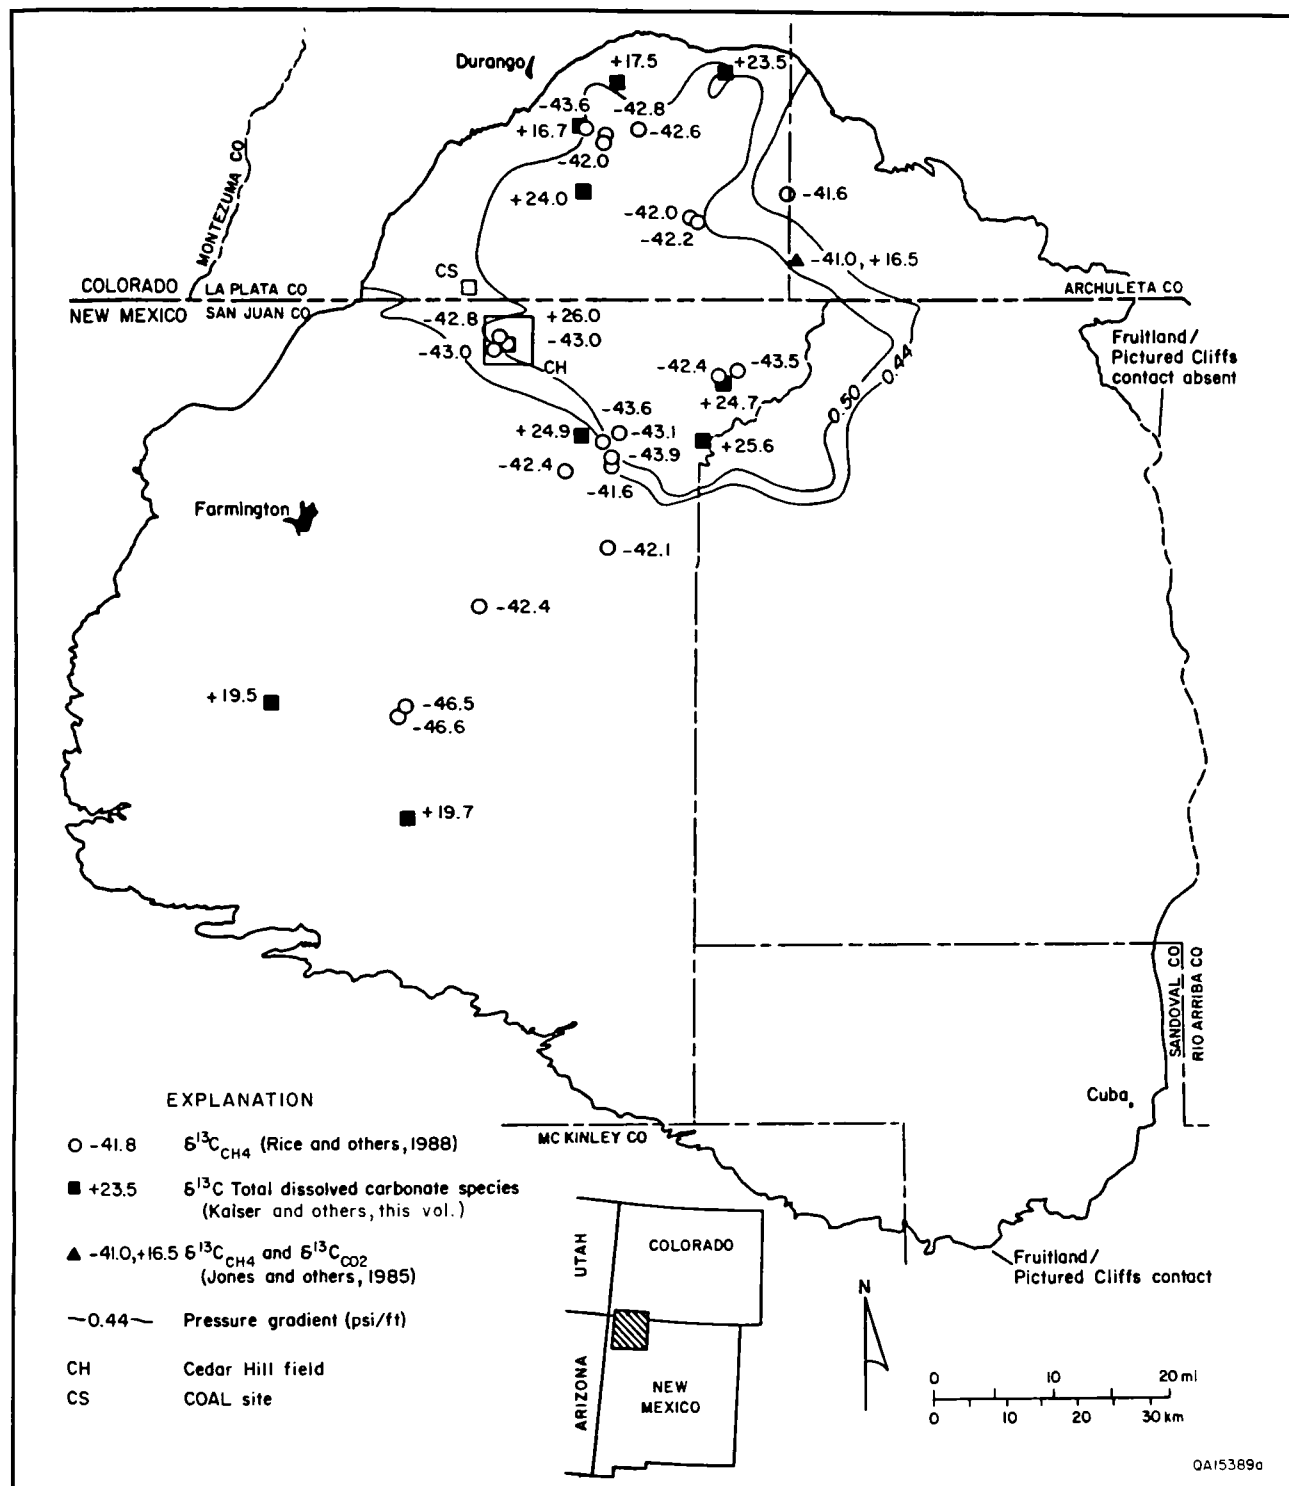 Durango
+17.5
+23.5
-43.6
-42.8
+16.7
-42.6
-42.0
+24.0
-41.6
-42.0
-42.2
-41.0, +16.5
MONTEZUMA CO
CS
COLORADO
LA PLATA CO
ARCHULETA CO
NEW MEXICO
SAN JUAN CO
-42.8
+26.0
-43.0
-43.0
CH
Fruitland/
Pictured Cliffs
contact absent
-42.4
-43.5
+24.7
0.50
0.44
-43.6
+24.9
-43.1
+25.6
-43.9
-42.4
-41.6
Farmington
-42.1
-42.4
+19.5
-46.5
-46.6
+19.7
SANDOVAL CO
RIO ARRIBA CO
Cuba
MC KINLEY CO
Fruitland/
Pictured Cliffs contact
EXPLANATION
-41.8 δ¹³C_CH4 (Rice and others, 1988)
+23.5 δ¹³C Total dissolved carbonate species
(Kaiser and others, this vol.)
-41.0,+16.5 δ¹³C_CH4 and δ¹³C_CO2
(Jones and others, 1985)
0.44 Pressure gradient (psi/ft)
CH Cedar Hill field
CS COAL site
UTAH
COLORADO
ARIZONA
NEW
MEXICO
N
0 10 20 mi
0 10 20 30 km
QA15389a